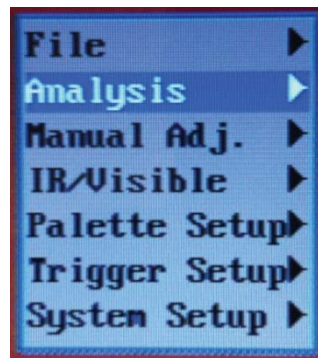 File
Analysis
Manual Adj.
IR/Visible
Palette Setup
Trigger Setup
System Setup